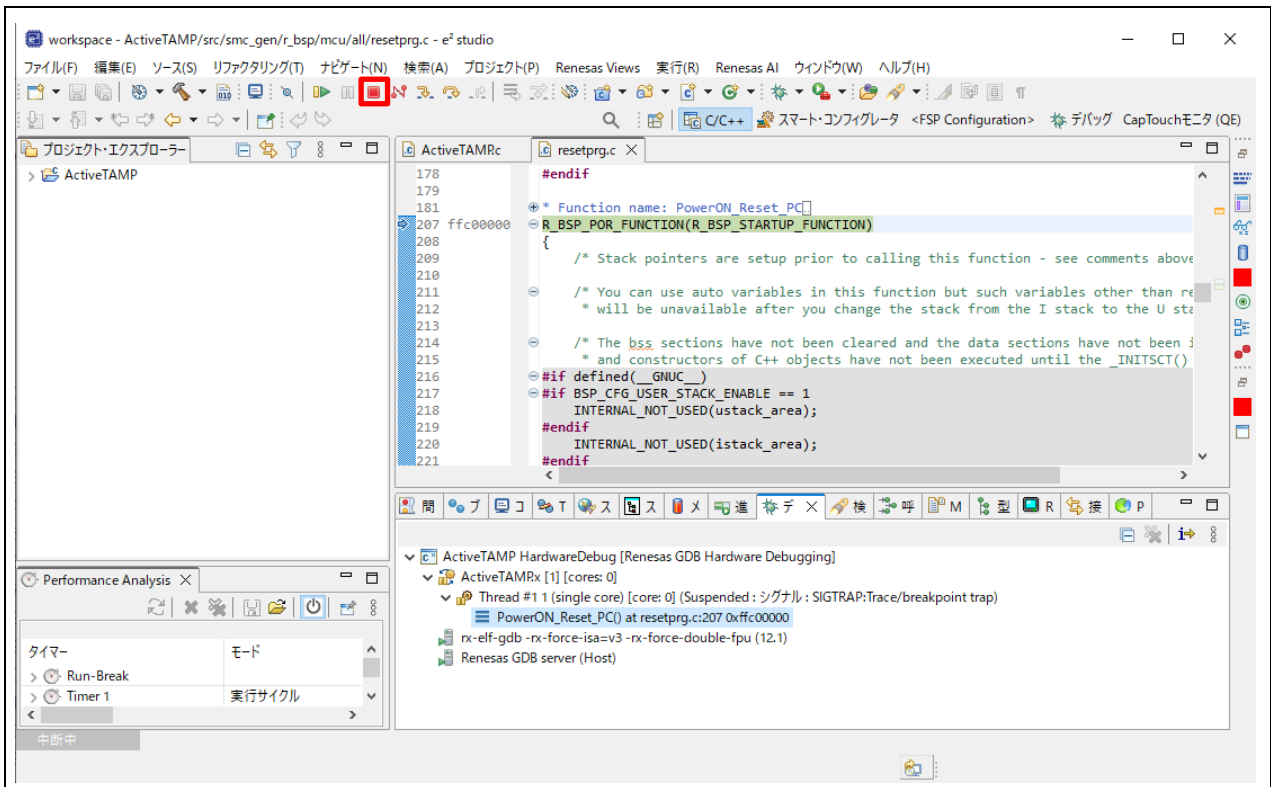 workspace - ActiveTAMP/src/smc_gen/r_bsp/mcu/all/resetprg.c - e² studio
ファイル(F) 編集(E) ソース(S) リファクタリング(T) ナビゲート(N) 検索(A) プロジェクト(P) Renesas Views 実行(R) Renesas AI ウィンドウ(W) ヘルプ(H)
C/C++ スマート・コンフィグレータ <FSP Configuration> デバッグ CapTouchモニタ (QE)
プロジェクト・エクスプローラー
ActiveTAMP
ActiveTAMP.c resetprg.c
178 #endif
179
181 * Function name: PowerON_Reset_PC
207 ffc00000 R_BSP_POR_FUNCTION(R_BSP_STARTUP_FUNCTION)
208 {
209 /* Stack pointers are setup prior to calling this function - see comments above
210
211 /* You can use auto variables in this function but such variables other than re
212 * will be unavailable after you change the stack from the I stack to the U sta
213
214 /* The bss sections have not been cleared and the data sections have not been i
215 * and constructors of C++ objects have not been executed until the _INITSCT()
216 #if defined(__GNUC__)
217 #if BSP_CFG_USER_STACK_ENABLE == 1
218 INTERNAL_NOT_USED(ustack_area);
219 #endif
220 INTERNAL_NOT_USED(istack_area);
221 #endif
問 プ コ T ス ス メ 進 デ 検 呼 M 型 R 接 P
ActiveTAMP HardwareDebug [Renesas GDB Hardware Debugging]
ActiveTAMP.x [1] [cores: 0]
Thread #1 1 (single core) [core: 0] (Suspended : シグナル : SIGTRAP:Trace/breakpoint trap)
PowerON_Reset_PC() at resetprg.c:207 0xffc00000
rx-elf-gdb -rx-force-isa=v3 -rx-force-double-fpu (12.1)
Renesas GDB server (Host)
Performance Analysis
タイマー モード
Run-Break
Timer 1 実行サイクル
中断中